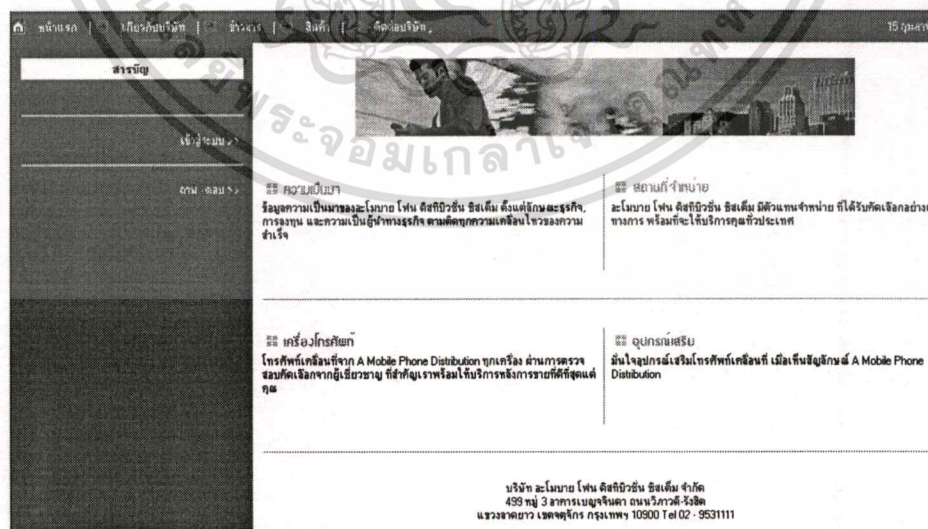 หน้าแรก | เกี่ยวกับบริษัท | ข่าวสาร | สินค้า | ติดต่อบริษัท
15
สารบัญ
เข้าสู่ระบบ >>
ถาม - ตอบ >>
พระจอมเกล้า
ความเป็นมา
ข้อมูลความเป็นมาของอะโมบาย โฟน ดิสทิบิวชั่น ซิสเต็ม ตั้งแต่ลักษณะธุรกิจ,
การลงทุน และความเป็นผู้นำทางธุรกิจ ตามติดทุกความเคลื่อนไหวของความ
สำเร็จ
สถานที่จำหน่าย
อะโมบาย โฟน ดิสทิบิวชั่น ซิสเต็ม มีตัวแทนจำหน่าย ที่ได้รับคัดเลือกอย่างเ
ทางการ พร้อมที่จะให้บริการคุณทั่วประเทศ
เครื่องโทรศัพท์
โทรศัพท์เคลื่อนที่จาก A Mobile Phone Distribution ทุกเครื่อง ผ่านการตรวจ
สอบคัดเลือกจากผู้เชี่ยวชาญ ที่สำคัญเราพร้อมให้บริการหลังการขายที่ดีที่สุดแด่
คุณ
อุปกรณ์เสริม
มั่นใจอุปกรณ์เสริมโทรศัพท์เคลื่อนที่ เมื่อเห็นสัญลักษณ์ A Mobile Phone
Distribution
บริษัท อะโมบาย โฟน ดิสทิบิวชั่น ซิสเต็ม จำกัด
499 หมู่ 3 อาคารเบญจจินดา ถนนวิภาวดี-รังสิต
แขวงลาดยาว เขตจตุจักร กรุงเทพฯ 10900 Tel 02 - 9531111